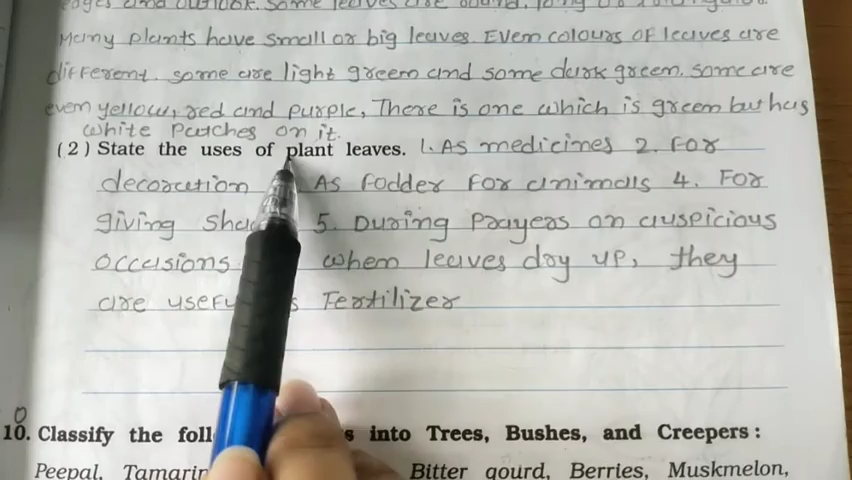 Many plants have small or big leaves Even colours of leaves are
different. some are light green and some dark green. some are
even yellow, red and purple, There is one which is green but has
white patches on it.
(2) State the uses of plant leaves. 1. As medicines 2. For
decoration As fodder for animals 4. For
giving 5. During prayers on auspicious
occasions when leaves dry up, they
are Fertilizer
10. Classify the into Trees, Bushes, and Creepers :
Peepal, Bitter gourd, Berries, Muskmelon,